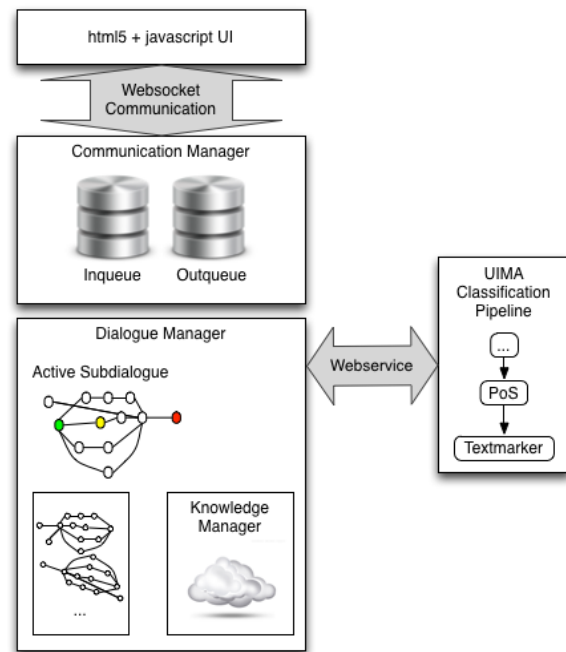 html5 + javascript UI
Websocket
Communication
Communication Manager
Inqueue
Outqueue
Dialogue Manager
Active Subdialogue
...
Knowledge
Manager
Webservice
UIMA
Classification
Pipeline
...
PoS
Textmarker